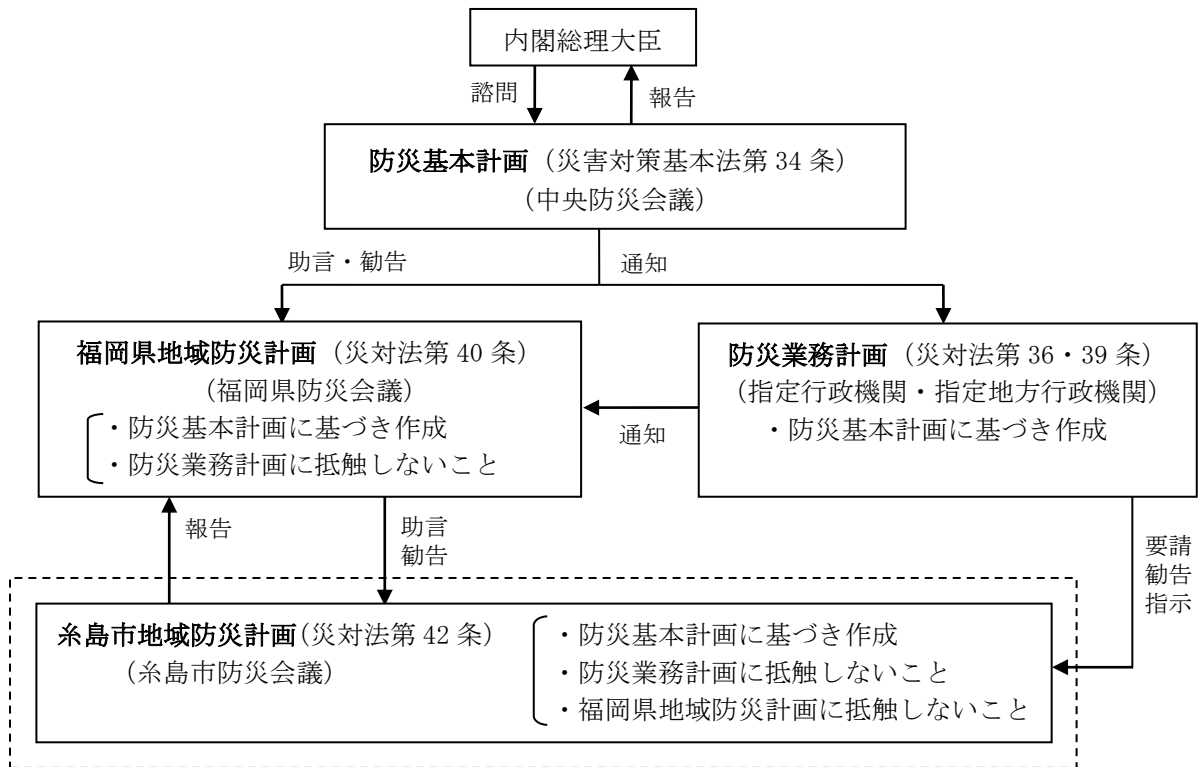 内閣総理大臣
諮問
報告
防災基本計画（災害対策基本法第 34 条）
（中央防災会議）
助言・勧告
通知
福岡県地域防災計画（災対法第 40 条）
（福岡県防災会議）
・防災基本計画に基づき作成
・防災業務計画に抵触しないこと
通知
防災業務計画（災対法第 36・39 条）
（指定行政機関・指定地方行政機関）
・防災基本計画に基づき作成
報告
助言
勧告
要請
勧告
指示
糸島市地域防災計画(災対法第 42 条）
（糸島市防災会議）
・防災基本計画に基づき作成
・防災業務計画に抵触しないこと
・福岡県地域防災計画に抵触しないこと